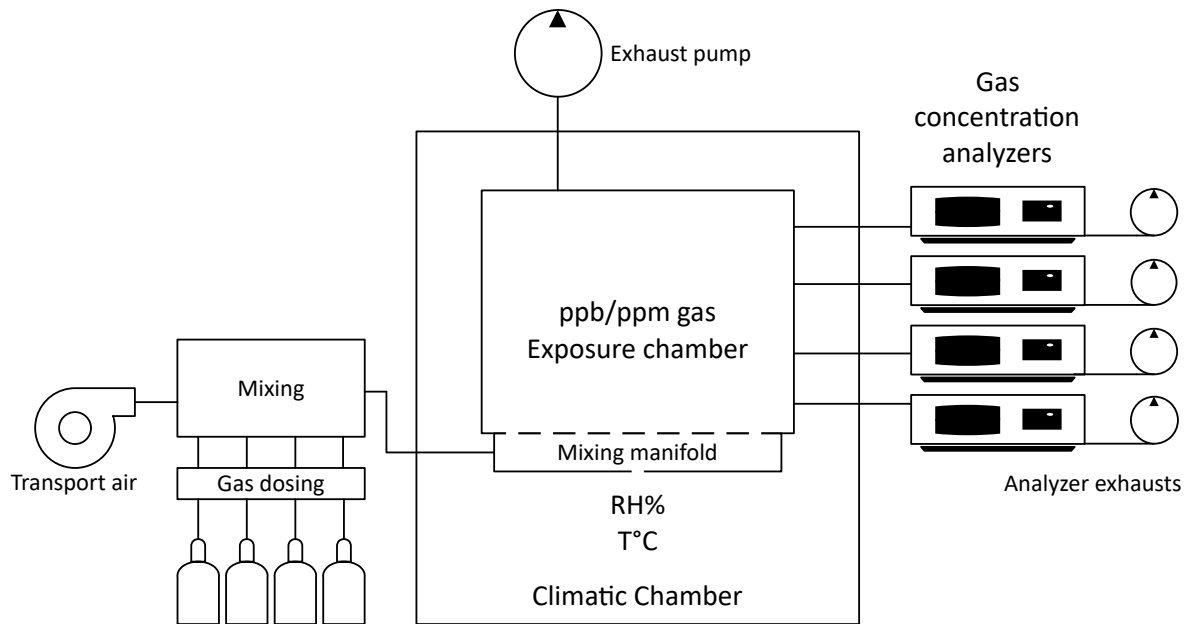 Exhaust pump
Gas
concentration
analyzers
ppb/ppm gas
Exposure chamber
Mixing
Mixing manifold
Transport air
Gas dosing
Analyzer exhausts
RH%
T°C
Climatic Chamber